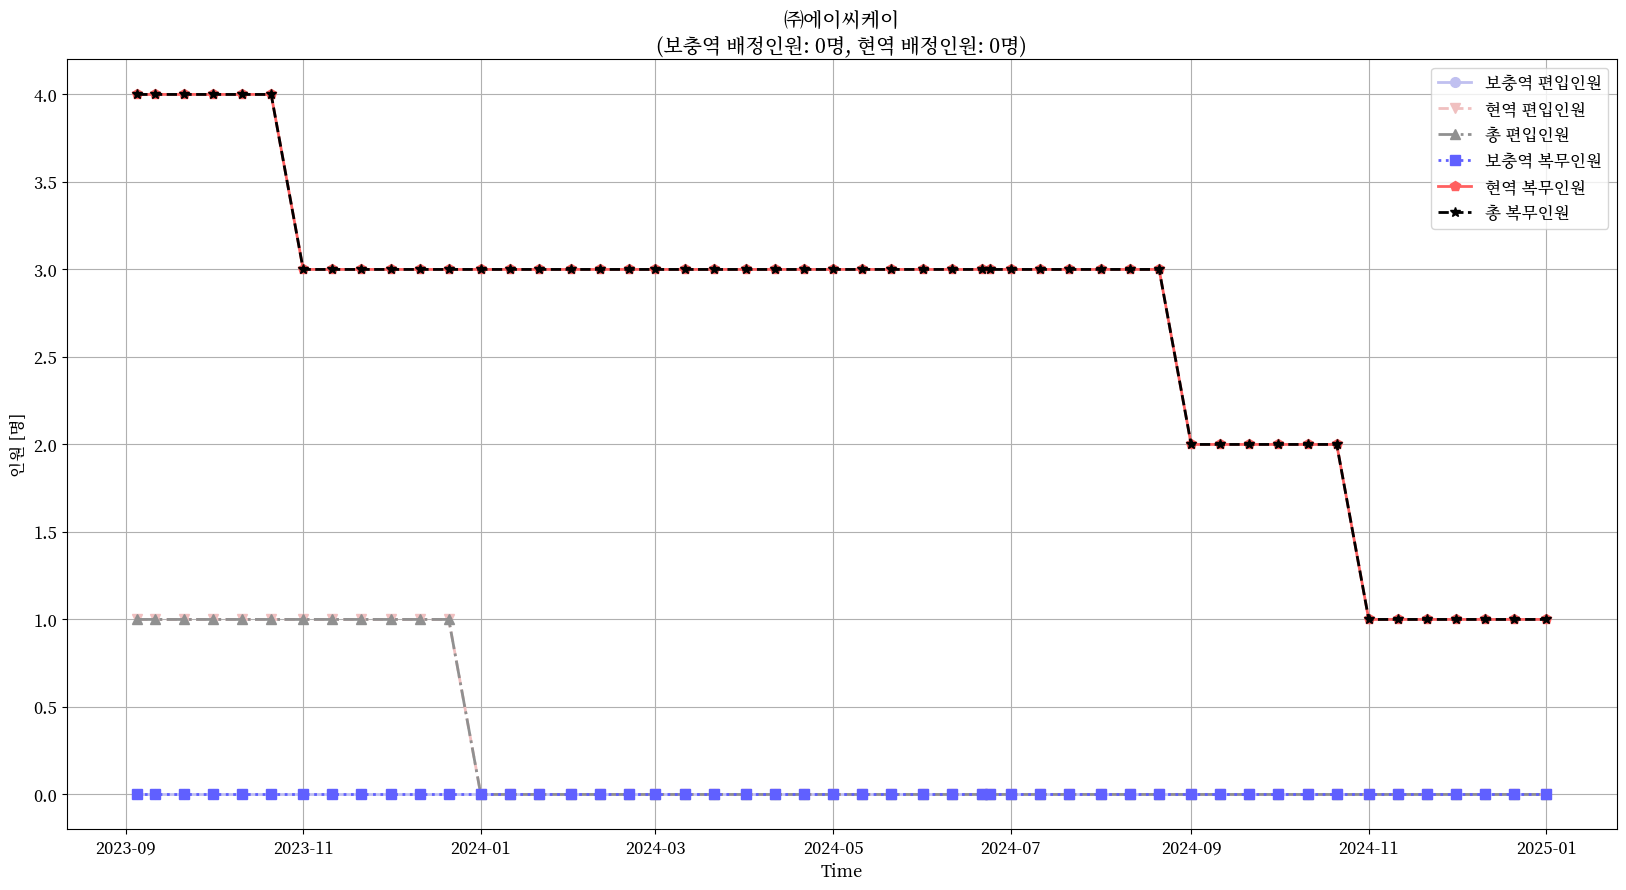 ㈜에이씨케이
(보충역 배정인원: 0명, 현역 배정인원: 0명)
보충역 편입인원
현역 편입인원
총 편입인원
보충역 복무인원
현역 복무인원
총 복무인원
4.0
3.5
3.0
2.5
2.0
1.5
1.0
0.5
0.0
인원 [명]
2023-09
2023-11
2024-01
2024-03
2024-05
2024-07
2024-09
2024-11
2025-01
Time